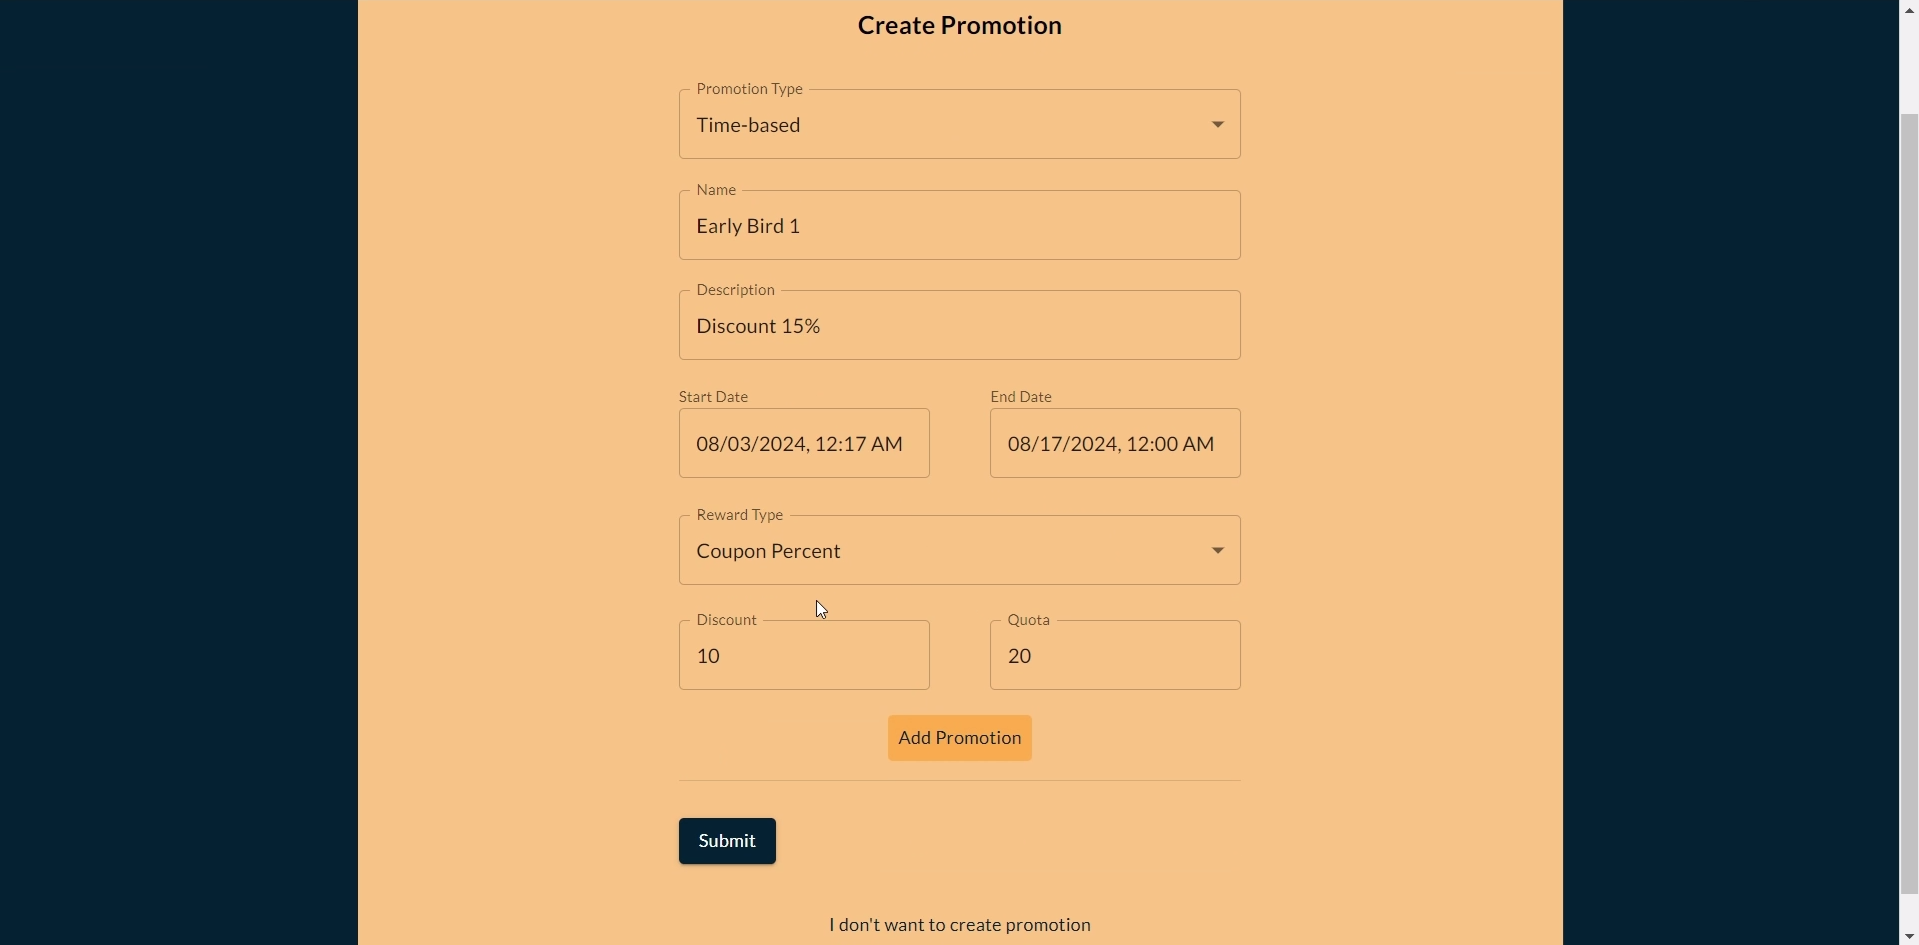 Create Promotion
Promotion Type
Time-based
Name
Early Bird 1
Description
Discount 15%
Start Date
08/03/2024, 12:17 AM
End Date
08/17/2024, 12:00 AM
Reward Type
Coupon Percent
Discount
10
Quota
20
Add Promotion
Submit
I don't want to create promotion